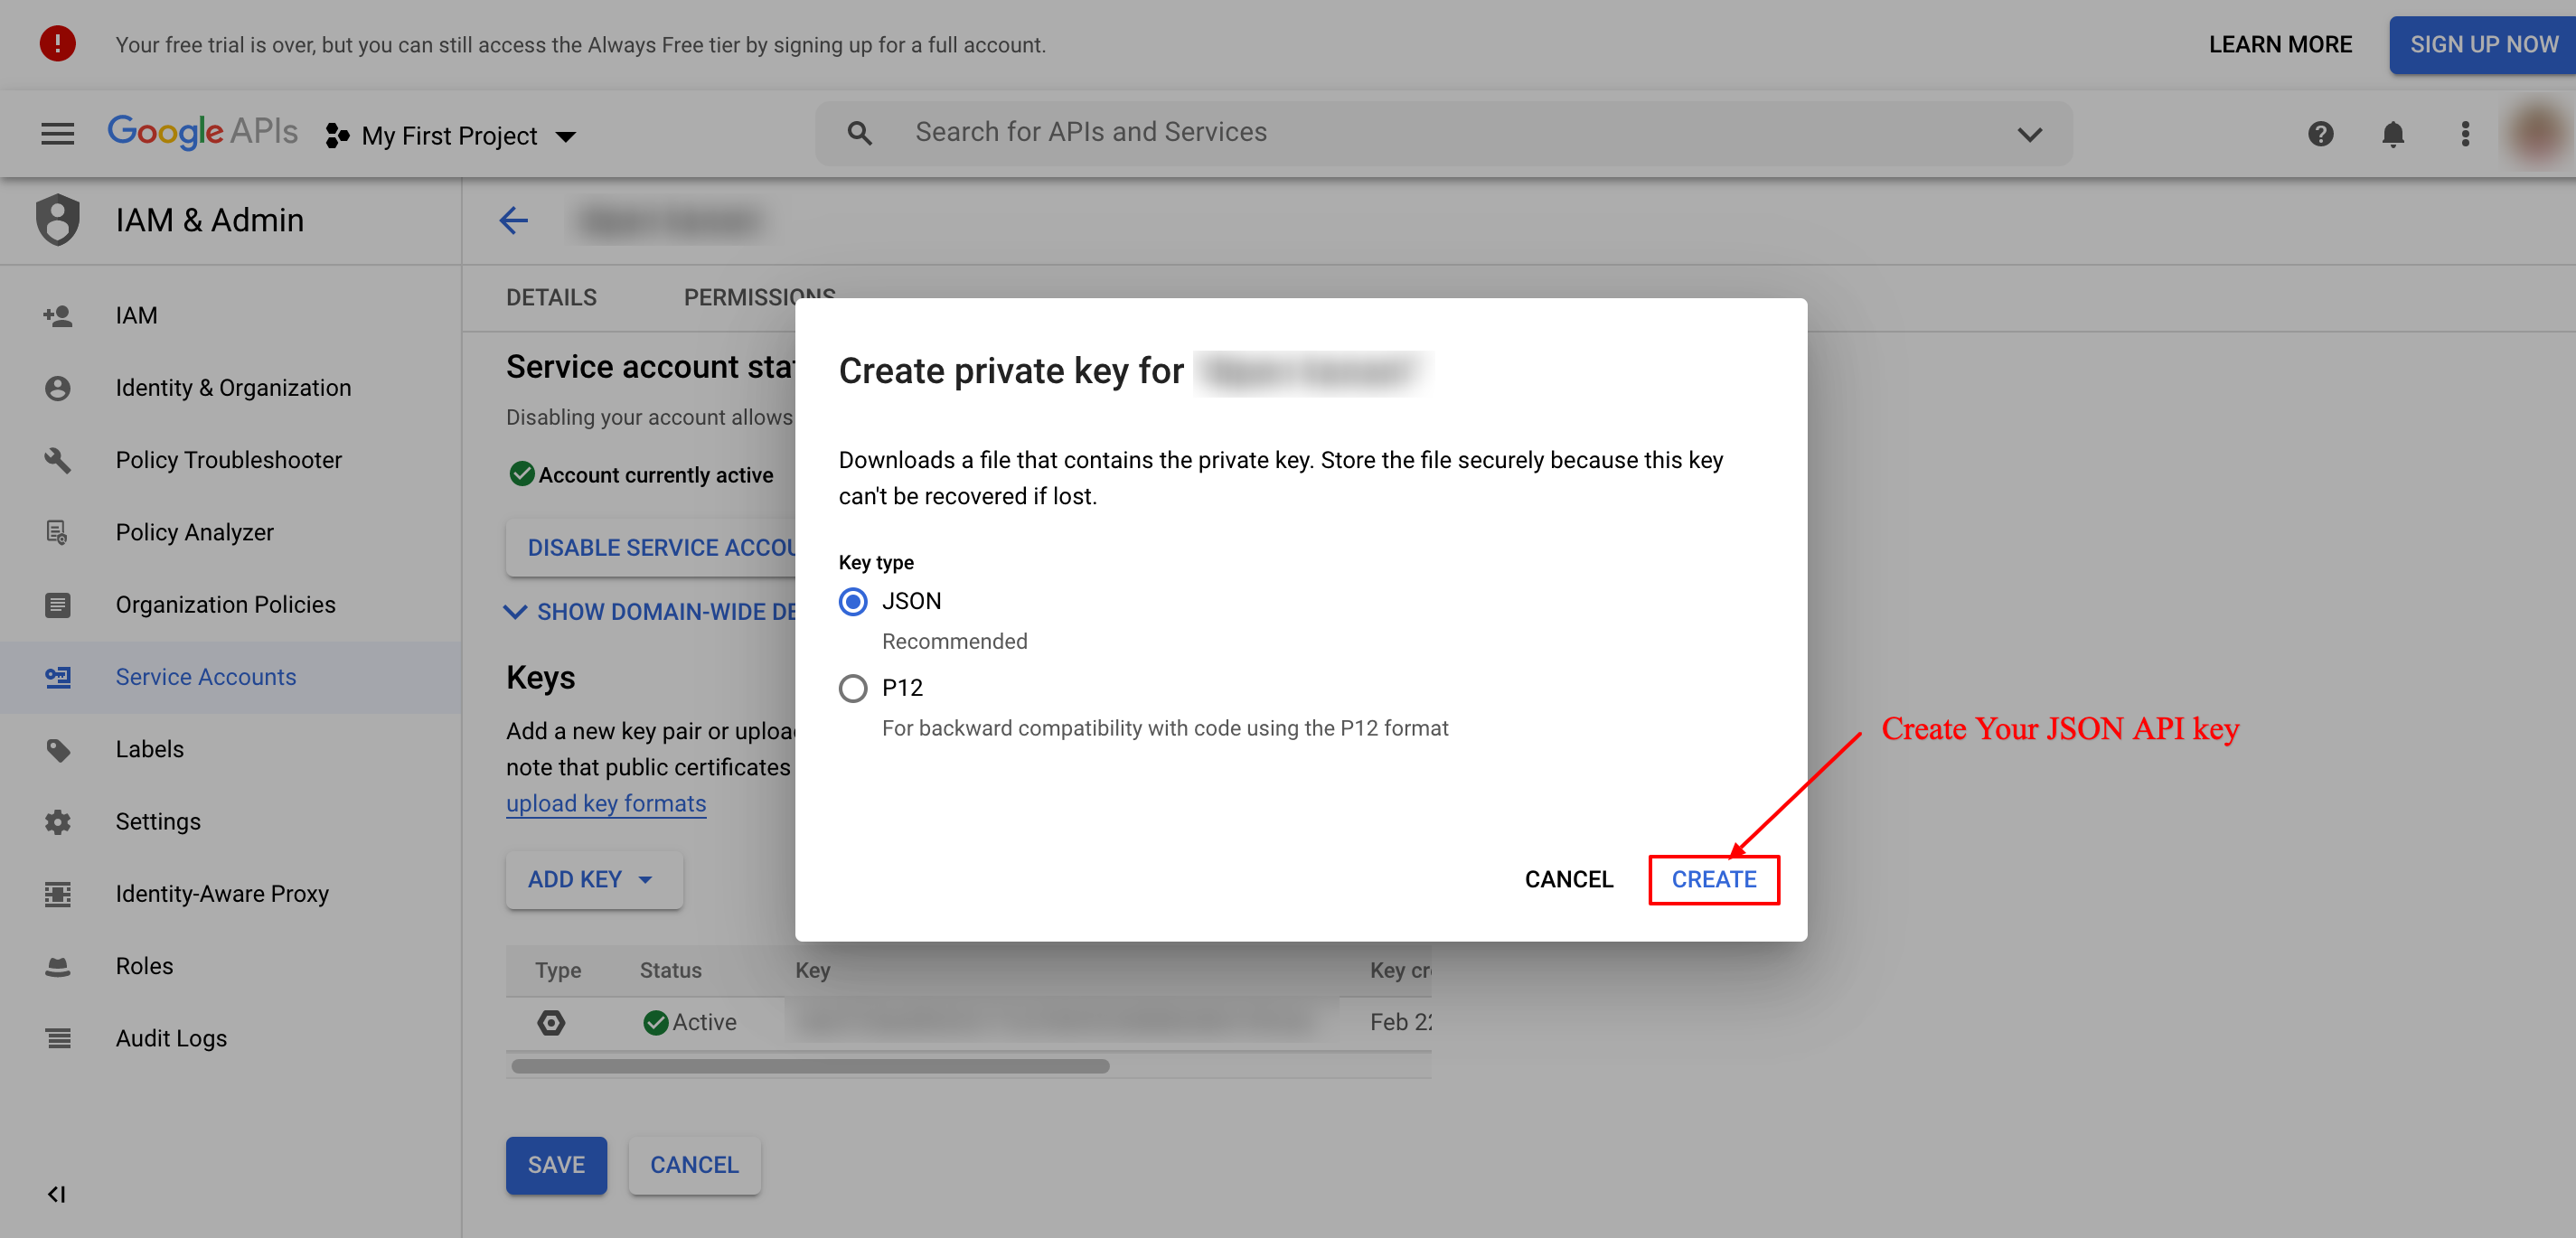 Your free trial is over, but you can still access the Always Free tier by signing up for a full account.
LEARN MORE
SIGN UP NOW
Google APIs
My First Project
Search for APIs and Services
IAM & Admin
IAM
Identity & Organization
Policy Troubleshooter
Policy Analyzer
Organization Policies
Service Accounts
Labels
Settings
Identity-Aware Proxy
Roles
Audit Logs
DETAILS
PERMISSIONS
Service account sta
Disabling your account allows
Account currently active
DISABLE SERVICE ACCOU
SHOW DOMAIN-WIDE DE
Keys
Add a new key pair or uploa
note that public certificates
upload key formats
ADD KEY
Type Status Key Key cr
Active Feb 22
SAVE
CANCEL
Create private key for
Downloads a file that contains the private key. Store the file securely because this key
can't be recovered if lost.
Key type
JSON
Recommended
P12
For backward compatibility with code using the P12 format
CANCEL
CREATE
Create Your JSON API key